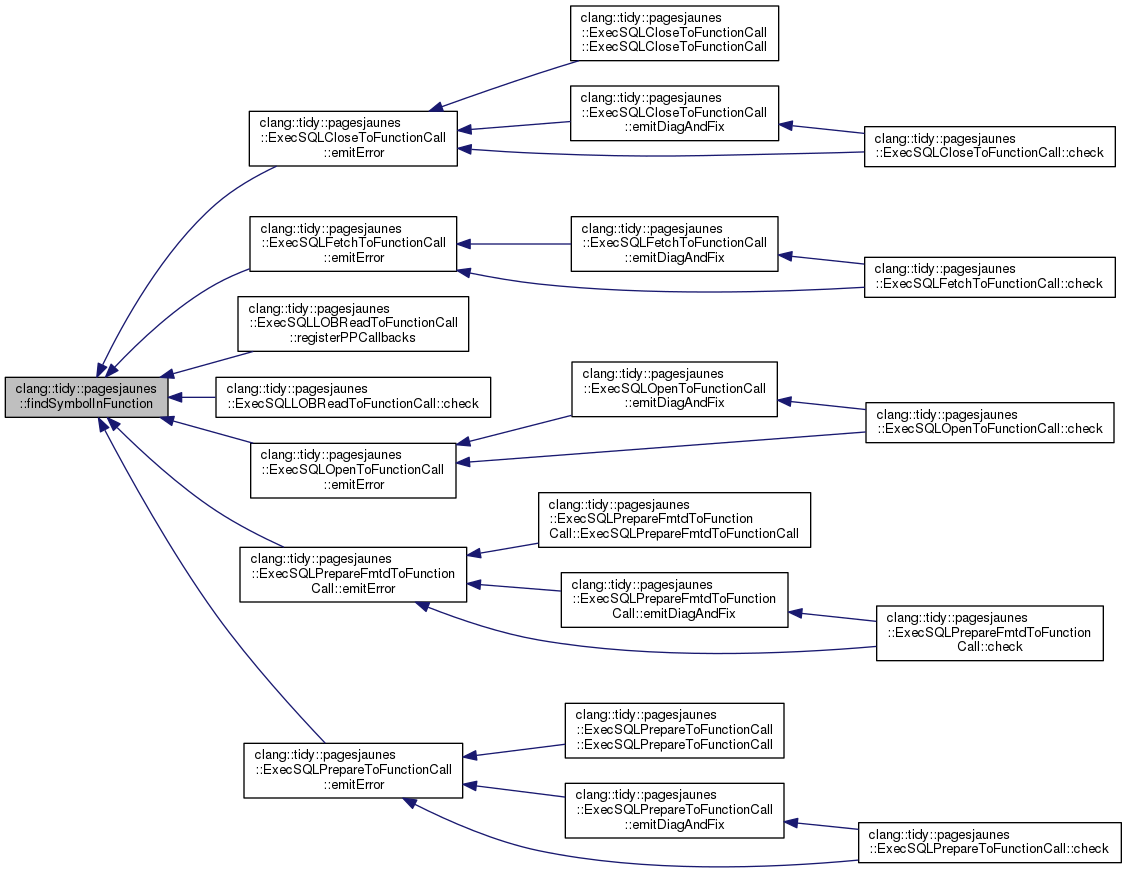 clang::tidy::pagesjaunes
::ExecSQLCloseToFunctionCall
::ExecSQLCloseToFunctionCall
clang::tidy::pagesjaunes
::ExecSQLCloseToFunctionCall
::emitDiagAndFix
clang::tidy::pagesjaunes
::ExecSQLCloseToFunctionCall
::emitError
clang::tidy::pagesjaunes
::ExecSQLCloseToFunctionCall::check
clang::tidy::pagesjaunes
::ExecSQLFetchToFunctionCall
::emitError
clang::tidy::pagesjaunes
::ExecSQLFetchToFunctionCall
::emitDiagAndFix
clang::tidy::pagesjaunes
::ExecSQLFetchToFunctionCall::check
clang::tidy::pagesjaunes
::ExecSQLLOBReadToFunctionCall
::registerPPCallbacks
clang::tidy::pagesjaunes
::findSymbolInFunction
clang::tidy::pagesjaunes
::ExecSQLLOBReadToFunctionCall::check
clang::tidy::pagesjaunes
::ExecSQLOpenToFunctionCall
::emitDiagAndFix
clang::tidy::pagesjaunes
::ExecSQLOpenToFunctionCall::check
clang::tidy::pagesjaunes
::ExecSQLOpenToFunctionCall
::emitError
clang::tidy::pagesjaunes
::ExecSQLPrepareFmtdToFunction
Call::ExecSQLPrepareFmtdToFunctionCall
clang::tidy::pagesjaunes
::ExecSQLPrepareFmtdToFunction
Call::emitError
clang::tidy::pagesjaunes
::ExecSQLPrepareFmtdToFunction
Call::emitDiagAndFix
clang::tidy::pagesjaunes
::ExecSQLPrepareFmtdToFunction
Call::check
clang::tidy::pagesjaunes
::ExecSQLPrepareToFunctionCall
::ExecSQLPrepareToFunctionCall
clang::tidy::pagesjaunes
::ExecSQLPrepareToFunctionCall
::emitError
clang::tidy::pagesjaunes
::ExecSQLPrepareToFunctionCall
::emitDiagAndFix
clang::tidy::pagesjaunes
::ExecSQLPrepareToFunctionCall::check